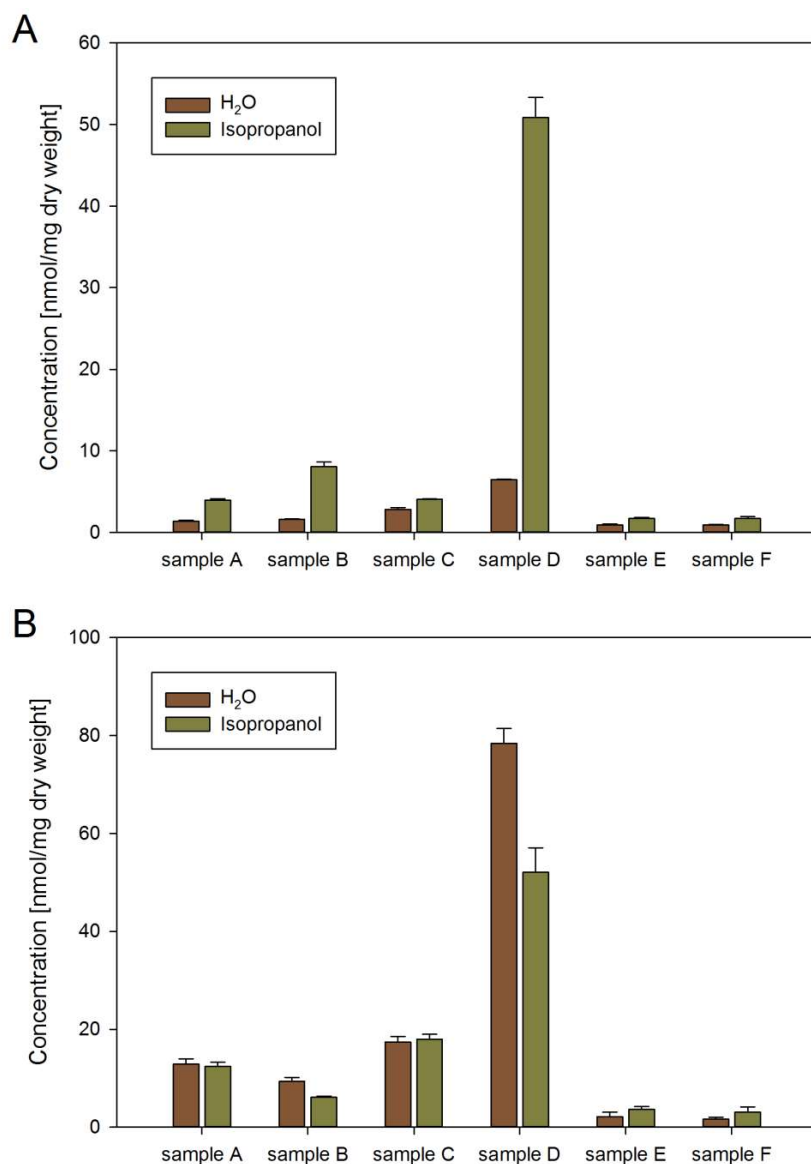 A
Concentration [nmol/mg dry weight]
60
50
40
30
20
10
0
H₂O
Isopropanol
sample A sample B sample C sample D sample E sample F
B
Concentration [nmol/mg dry weight]
100
80
60
40
20
0
H₂O
Isopropanol
sample A sample B sample C sample D sample E sample F